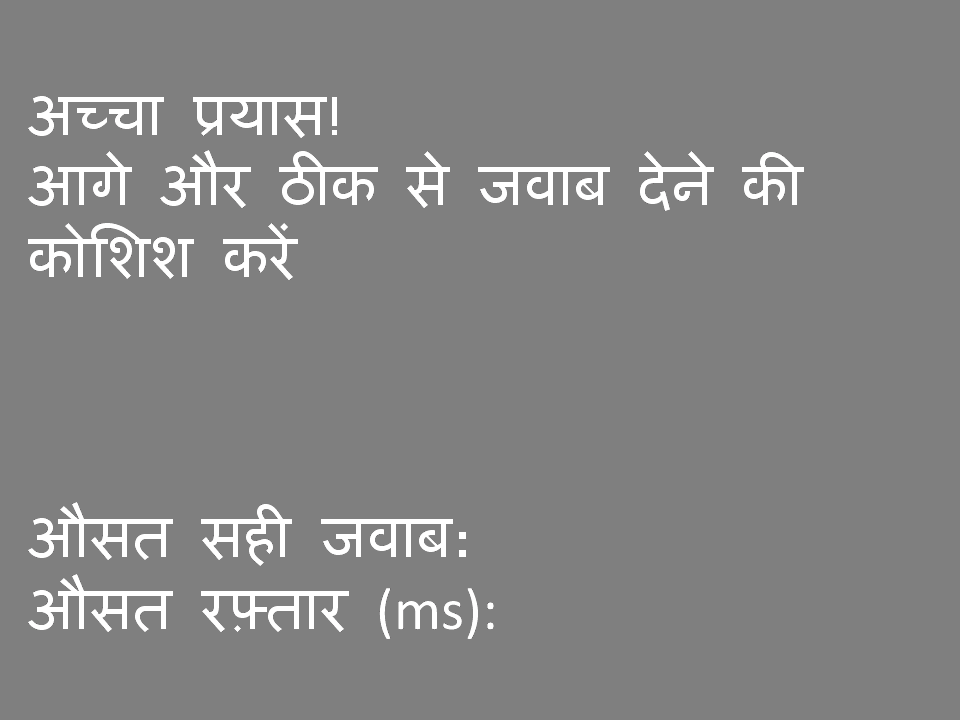 अच्चा प्रयास!
आगे और ठीक से जवाब देने की
कोशिश करें
औसत सही जवाब:
औसत रफ़्तार (ms):